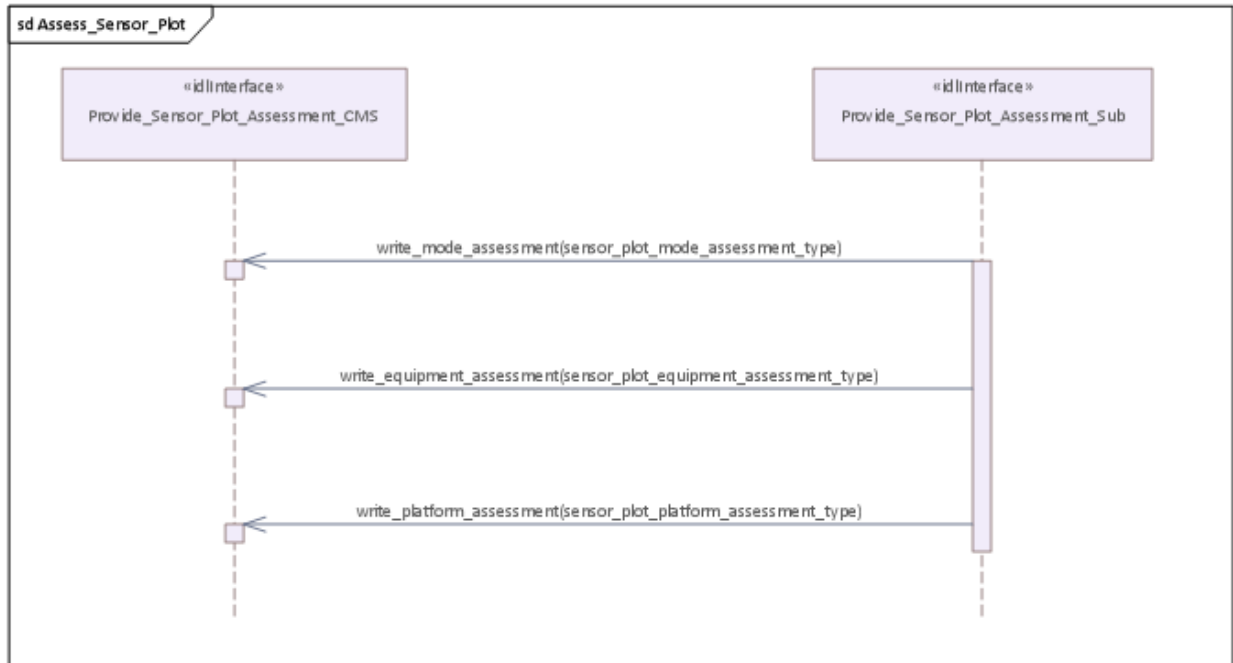 sd Assess_Sensor_Plot
«idlInterface»
Provide_Sensor_Plot_Assessment_CMS
«idlInterface»
Provide_Sensor_Plot_Assessment_Sub
write_mode_assessment(sensor_plot_mode_assessment_type)
write_equipment_assessment(sensor_plot_equipment_assessment_type)
write_platform_assessment(sensor_plot_platform_assessment_type)